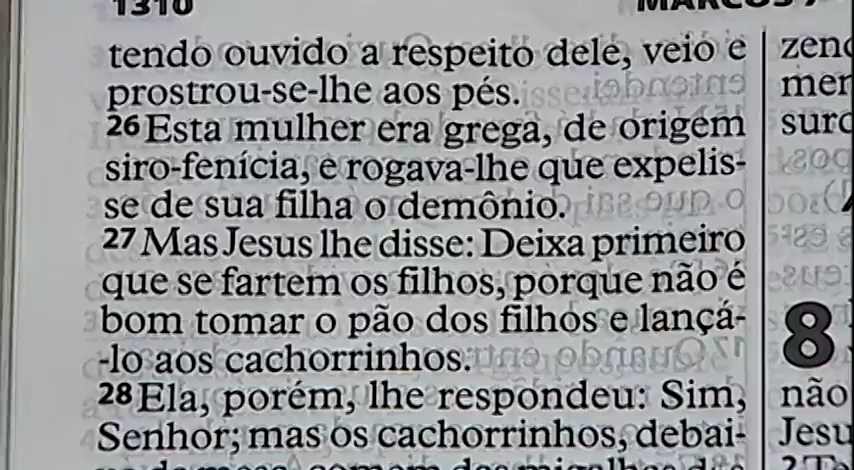 1310
tendo ouvido a respeito dele, veio e
prostrou-se-lhe aos pés.
26 Esta mulher era grega, de origem
siro-fenícia, e rogava-lhe que expelis-
se de sua filha o demônio.
27 Mas Jesus lhe disse: Deixa primeiro
que se fartem os filhos, porque não é
bom tomar o pão dos filhos e lançá-
-lo aos cachorrinhos.
28 Ela, porém, lhe respondeu: Sim,
Senhor; mas os cachorrinhos, debai-
MARCOS 7
8
não